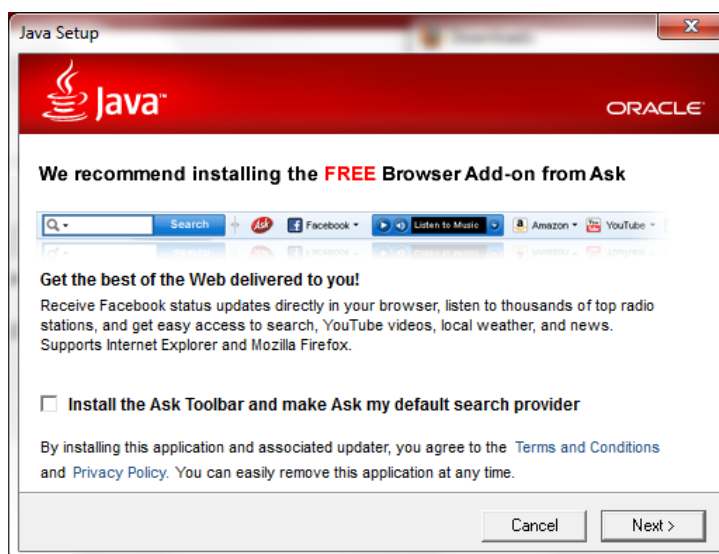 Java Setup
Downloads
Java™
ORACLE
We recommend installing the FREE Browser Add-on from Ask
Search Ask Facebook Listen to Music Amazon YouTube
Get the best of the Web delivered to you!
Receive Facebook status updates directly in your browser, listen to thousands of top radio
stations, and get easy access to search, YouTube videos, local weather, and news.
Supports Internet Explorer and Mozilla Firefox.
Install the Ask Toolbar and make Ask my default search provider
By installing this application and associated updater, you agree to the Terms and Conditions
and Privacy Policy. You can easily remove this application at any time.
Cancel Next >